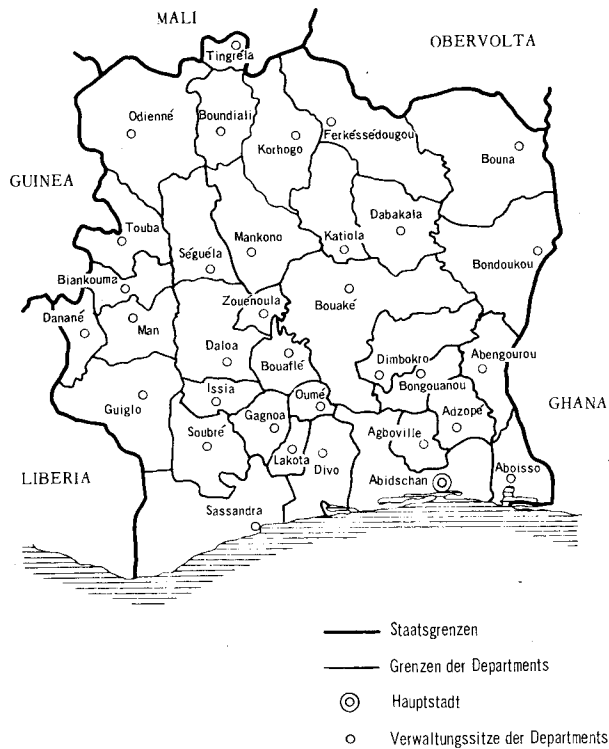 MALI
OBERVOLTA
Tingréla
Odienné
Boundiali
Korhogo
Ferkéssédougou
Bouna
GUINEA
Touba
Séguéla
Mankono
Katiola
Dabakala
Bondoukou
Biankouma
Zouénoula
Bouaké
Danané
Man
Daloa
Bouaflé
Dimbokro
Abengourou
Bongouanou
Issia
Oumé
Guiglo
Gagnoa
Adzopé
GHANA
Soubré
Agboville
Lakota
Divo
LIBERIA
Abidschan
Aboisso
Sassandra
Staatsgrenzen
Grenzen der Departments
Hauptstadt
Verwaltungssitze der Departments